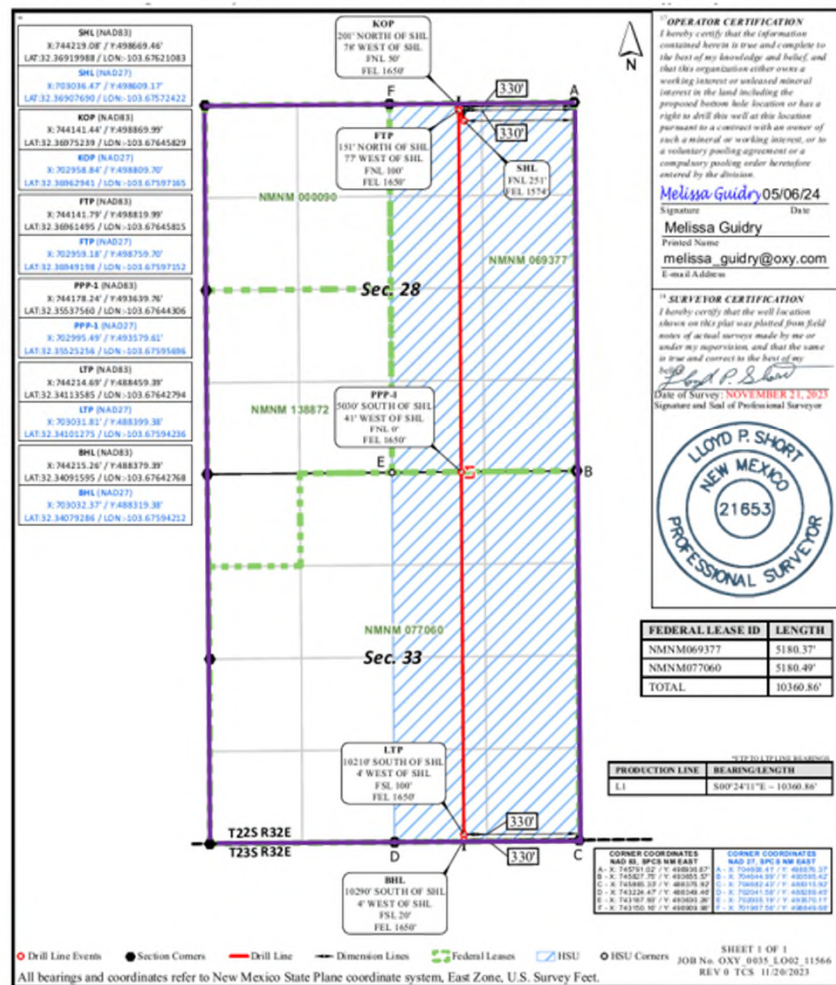 SHL (NAD83)
X:744219.08' / Y:498669.46'
LAT:32.36919988 / LON:-103.67621083
SHL (NAD27)
X:703036.47' / Y:498609.17'
LAT:32.36907690 / LON:-103.67572422
KOP (NAD83)
X:744141.44' / Y:498869.99'
LAT:32.36975239 / LON:-103.67645829
KOP (NAD27)
X:702958.84' / Y:498809.70'
LAT:32.36962941 / LON:-103.67597165
FTP (NAD83)
X:744141.79' / Y:498819.99'
LAT:32.36961495 / LON:-103.67645815
FTP (NAD27)
X:702959.18' / Y:498759.70'
LAT:32.36949198 / LON:-103.67597152
PPP-1 (NAD83)
X:744178.24' / Y:493639.76'
LAT:32.35537560 / LON:-103.67644306
PPP-1 (NAD27)
X:702995.49' / Y:493579.61'
LAT:32.35525256 / LON:-103.67595696
LTP (NAD83)
X:744214.69' / Y:488459.39'
LAT:32.34113585 / LON:-103.67642794
LTP (NAD27)
X:703031.81' / Y:488399.38'
LAT:32.34101275 / LON:-103.67594236
BHL (NAD83)
X:744215.26' / Y:488379.39'
LAT:32.34091595 / LON:-103.67642768
BHL (NAD27)
X:703032.37' / Y:488319.38'
LAT:32.34079286 / LON:-103.67594212
KOP
201' NORTH OF SHL
78' WEST OF SHL
FNL 50'
FEL 1650'
N
F
330'
A
330'
FTP
151' NORTH OF SHL
77' WEST OF SHL
FNL 100'
FEL 1650'
SHL
FNL 251'
FEL 1574'
NMNM 000090
NMNM 069377
Sec. 28
NMNM 138872
PPP-1
5030' SOUTH OF SHL
41' WEST OF SHL
FNL 0'
FEL 1650'
E
L1
B
NMNM 077060
Sec. 33
LTP
10210' SOUTH OF SHL
4' WEST OF SHL
FSL 100'
FEL 1650'
330'
T22S R32E
T23S R32E
D
330'
C
BHL
10290' SOUTH OF SHL
4' WEST OF SHL
FSL 20'
FEL 1650'
17 OPERATOR CERTIFICATION
I hereby certify that the information
contained herein is true and complete to
the best of my knowledge and belief, and
that this organization either owns a
working interest or unleased mineral
interest in the land including the
proposed bottom hole location or has a
right to drill this well at this location
pursuant to a contract with an owner of
such a mineral or working interest, or to
a voluntary pooling agreement or a
compulsory pooling order heretofore
entered by the division.
Melissa Guidry 05/06/24
Signature Date
Melissa Guidry
Printed Name
melissa_guidry@oxy.com
E-mail Address
18 SURVEYOR CERTIFICATION
I hereby certify that the well location
shown on this plat was plotted from field
notes of actual surveys made by me or
under my supervision, and that the same
is true and correct to the best of my
belief.
Lloyd P. Short
Date of Survey: NOVEMBER 21, 2023
Signature and Seal of Professional Surveyor
LLOYD P. SHORT
NEW MEXICO
21653
PROFESSIONAL SURVEYOR
FEDERAL LEASE ID LENGTH
NMNM069377 5180.37'
NMNM077060 5180.49'
TOTAL 10360.86'
*FTP TO LTP LINE BEARINGS
PRODUCTION LINE BEARING/LENGTH
L1 S00°24'11"E ~ 10360.86'
CORNER COORDINATES
NAD 83, SPCS NM EAST
CORNER COORDINATES
NAD 27, SPCS NM EAST
Drill Line Events Section Corners Drill Line Dimension Lines Federal Leases HSU HSU Corners
All bearings and coordinates refer to New Mexico State Plane coordinate system, East Zone, U.S. Survey Feet.
SHEET 1 OF 1
JOB No. OXY_0035_LO02_11566
REV 0 TCS 11/20/2023